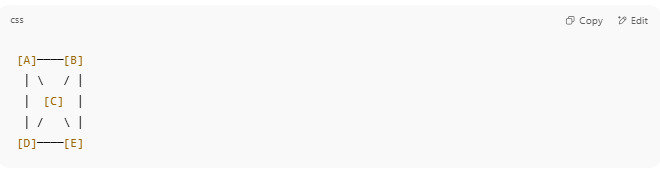 css
Copy
Edit
[A]────[B]
 | \   / |
 |  [C]  |
 | /   \ |
[D]────[E]